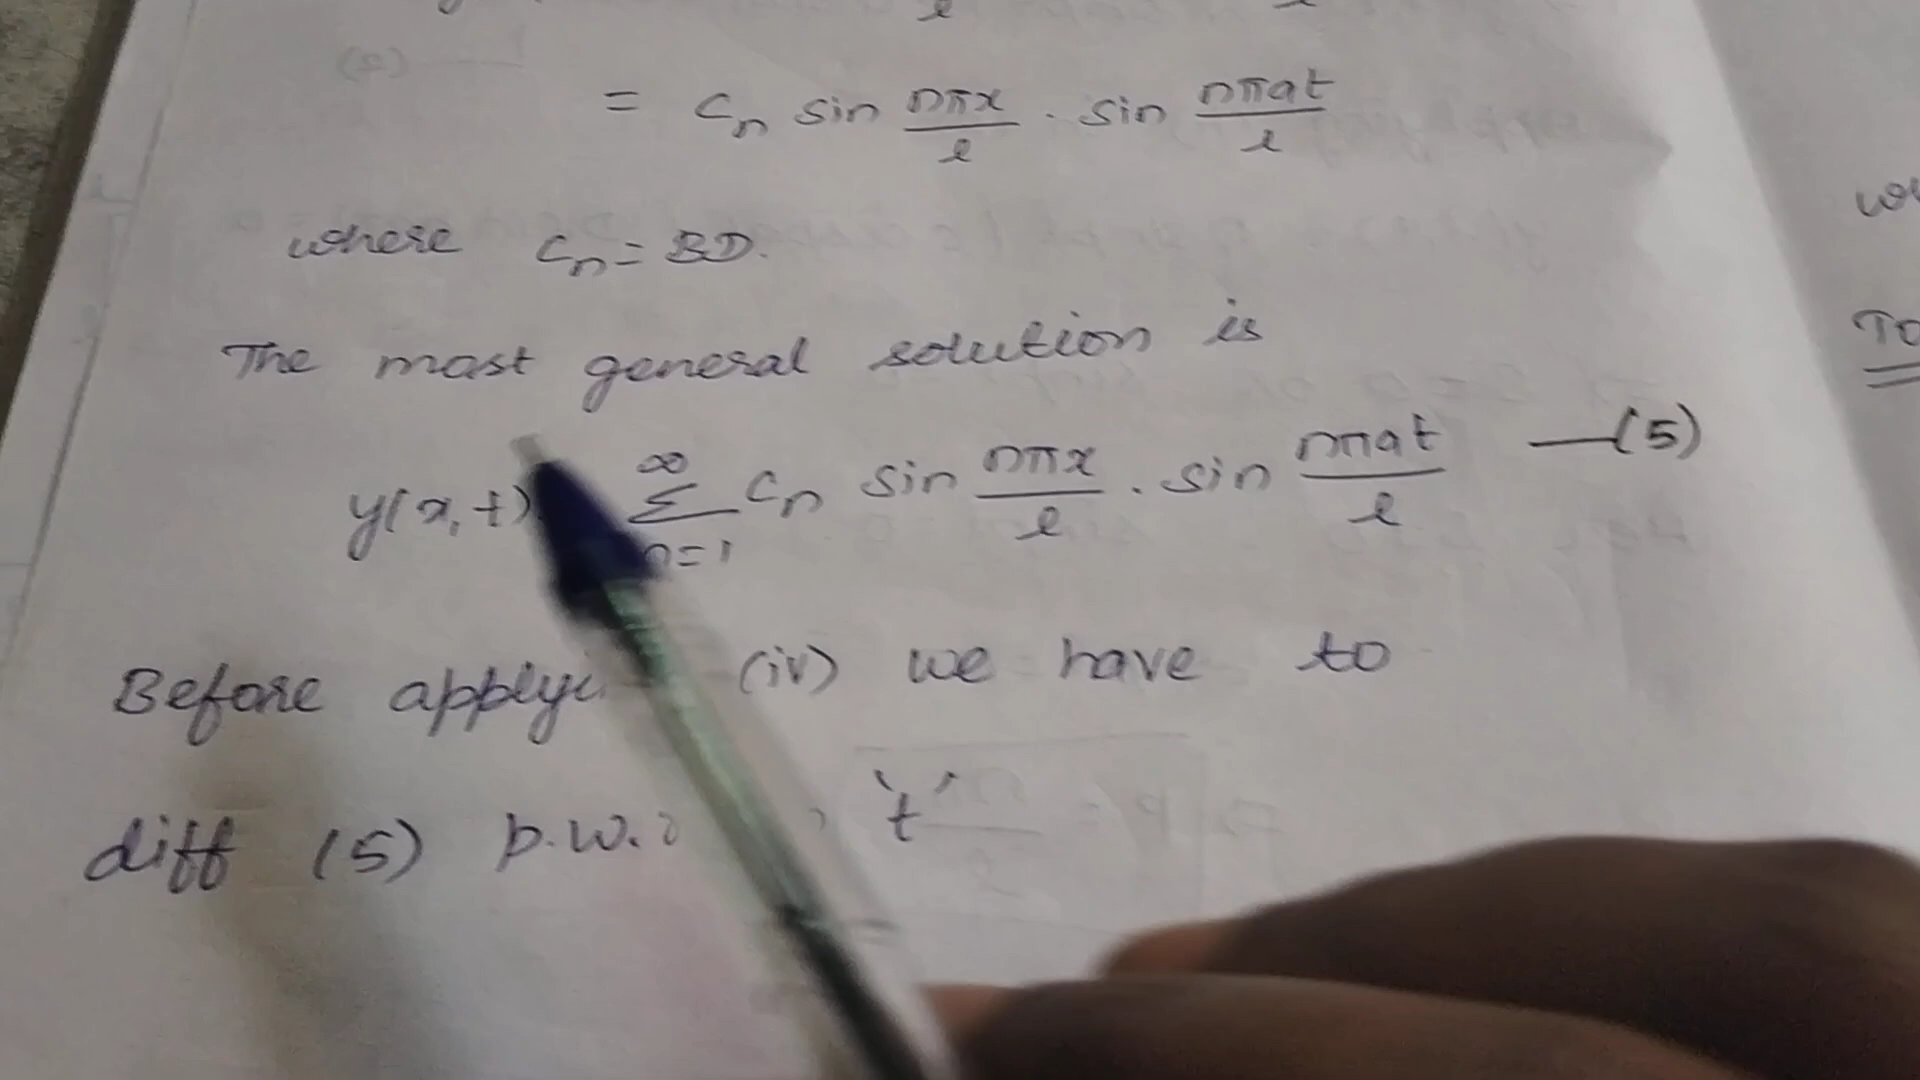 = Cn sin nπx/l . sin nπat/l
where Cn = BD.
The most general solution is
y(x,t) ∞ Σ n=1 Cn sin nπx/l . sin nπat/l —(5)
Before (iv) we have to
diff (5) p.w. 't'
To